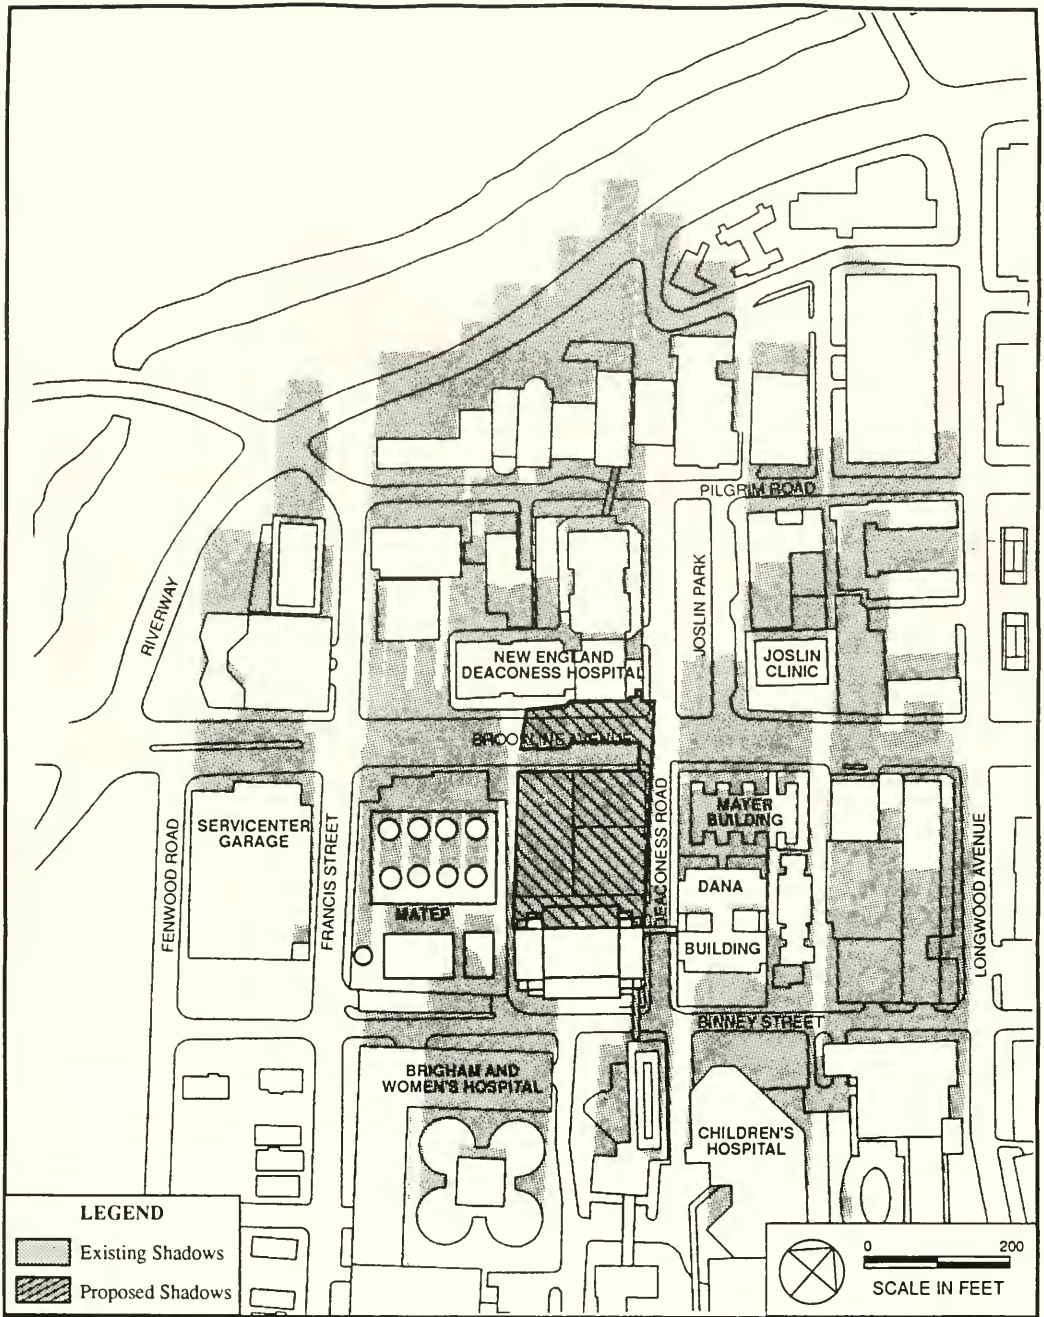 PILGRIM ROAD
RIVERWAY
JOSLIN PARK
NEW ENGLAND
DEACONESS HOSPITAL
JOSLIN
CLINIC
BROOKLINE AVENUE
SERVICENTER
GARAGE
FENWOOD ROAD
FRANCIS STREET
MATEP
DEACONESS ROAD
MAYER
BUILDING
DANA
BUILDING
LONGWOOD AVENUE
BINNEY STREET
BRIGHAM AND
WOMEN'S HOSPITAL
CHILDREN'S
HOSPITAL
LEGEND
Existing Shadows
Proposed Shadows
0 200
SCALE IN FEET